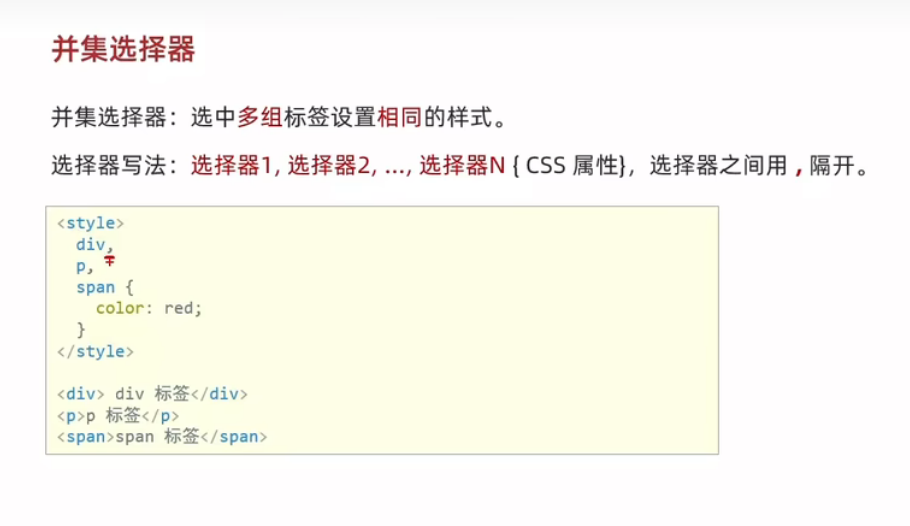 并集选择器
并集选择器：选中多组标签设置相同的样式。
选择器写法：选择器1, 选择器2, …, 选择器N { CSS 属性}，选择器之间用 , 隔开。
<style>
  div,
  p,
  span {
    color: red;
  }
</style>
<div> div 标签</div>
<p>p 标签</p>
<span>span 标签</span>